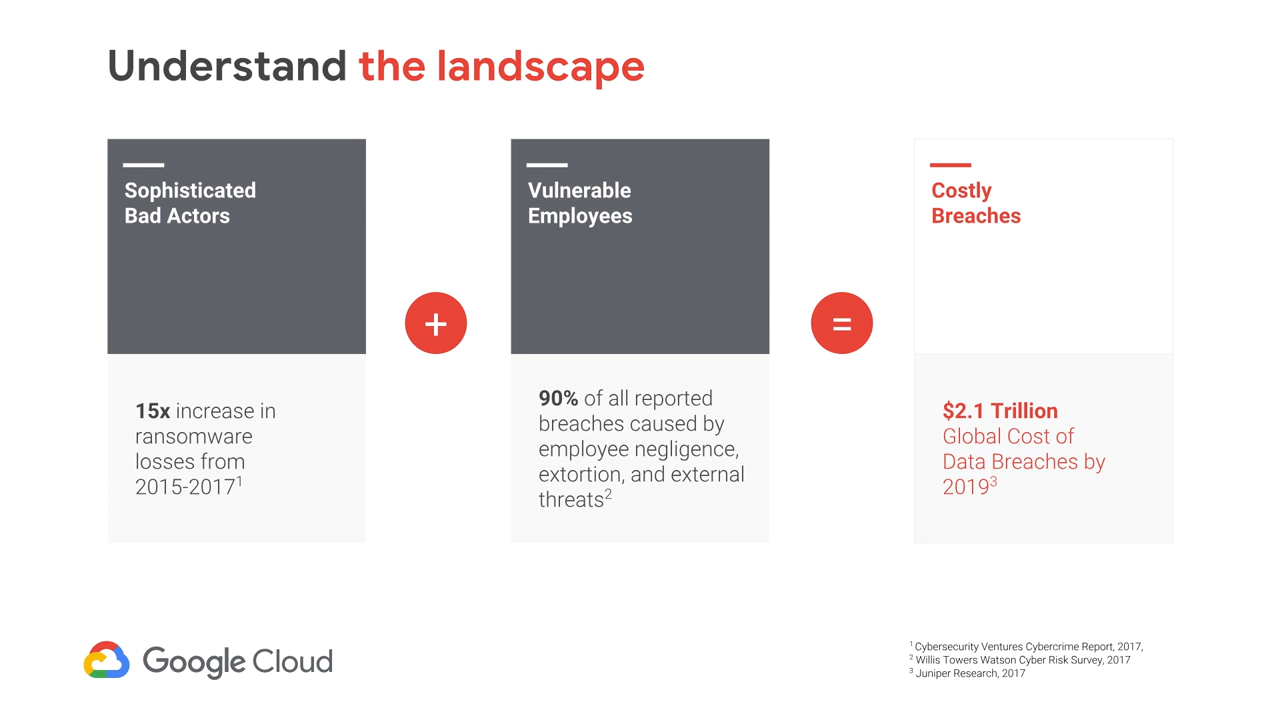 Understand the landscape
Sophisticated
Bad Actors
15x increase in
ransomware
losses from
2015-2017¹
+
Vulnerable
Employees
90% of all reported
breaches caused by
employee negligence,
extortion, and external
threats²
=
Costly
Breaches
$2.1 Trillion
Global Cost of
Data Breaches by
2019³
Google Cloud
¹ Cybersecurity Ventures Cybercrime Report, 2017,
² Willis Towers Watson Cyber Risk Survey, 2017
³ Juniper Research, 2017